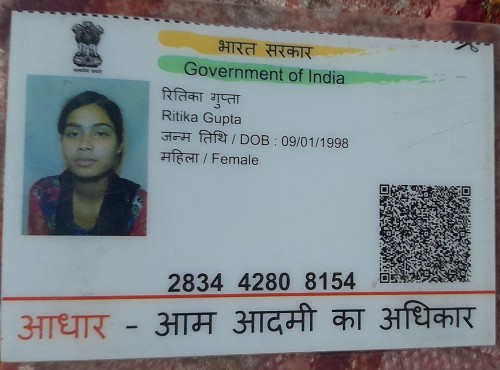 भारत सरकार
Government of India
रितिका गुप्ता
Ritika Gupta
जन्म तिथि / DOB : 09/01/1998
महिला / Female
2834 4280 8154
आधार - आम आदमी का अधिकार